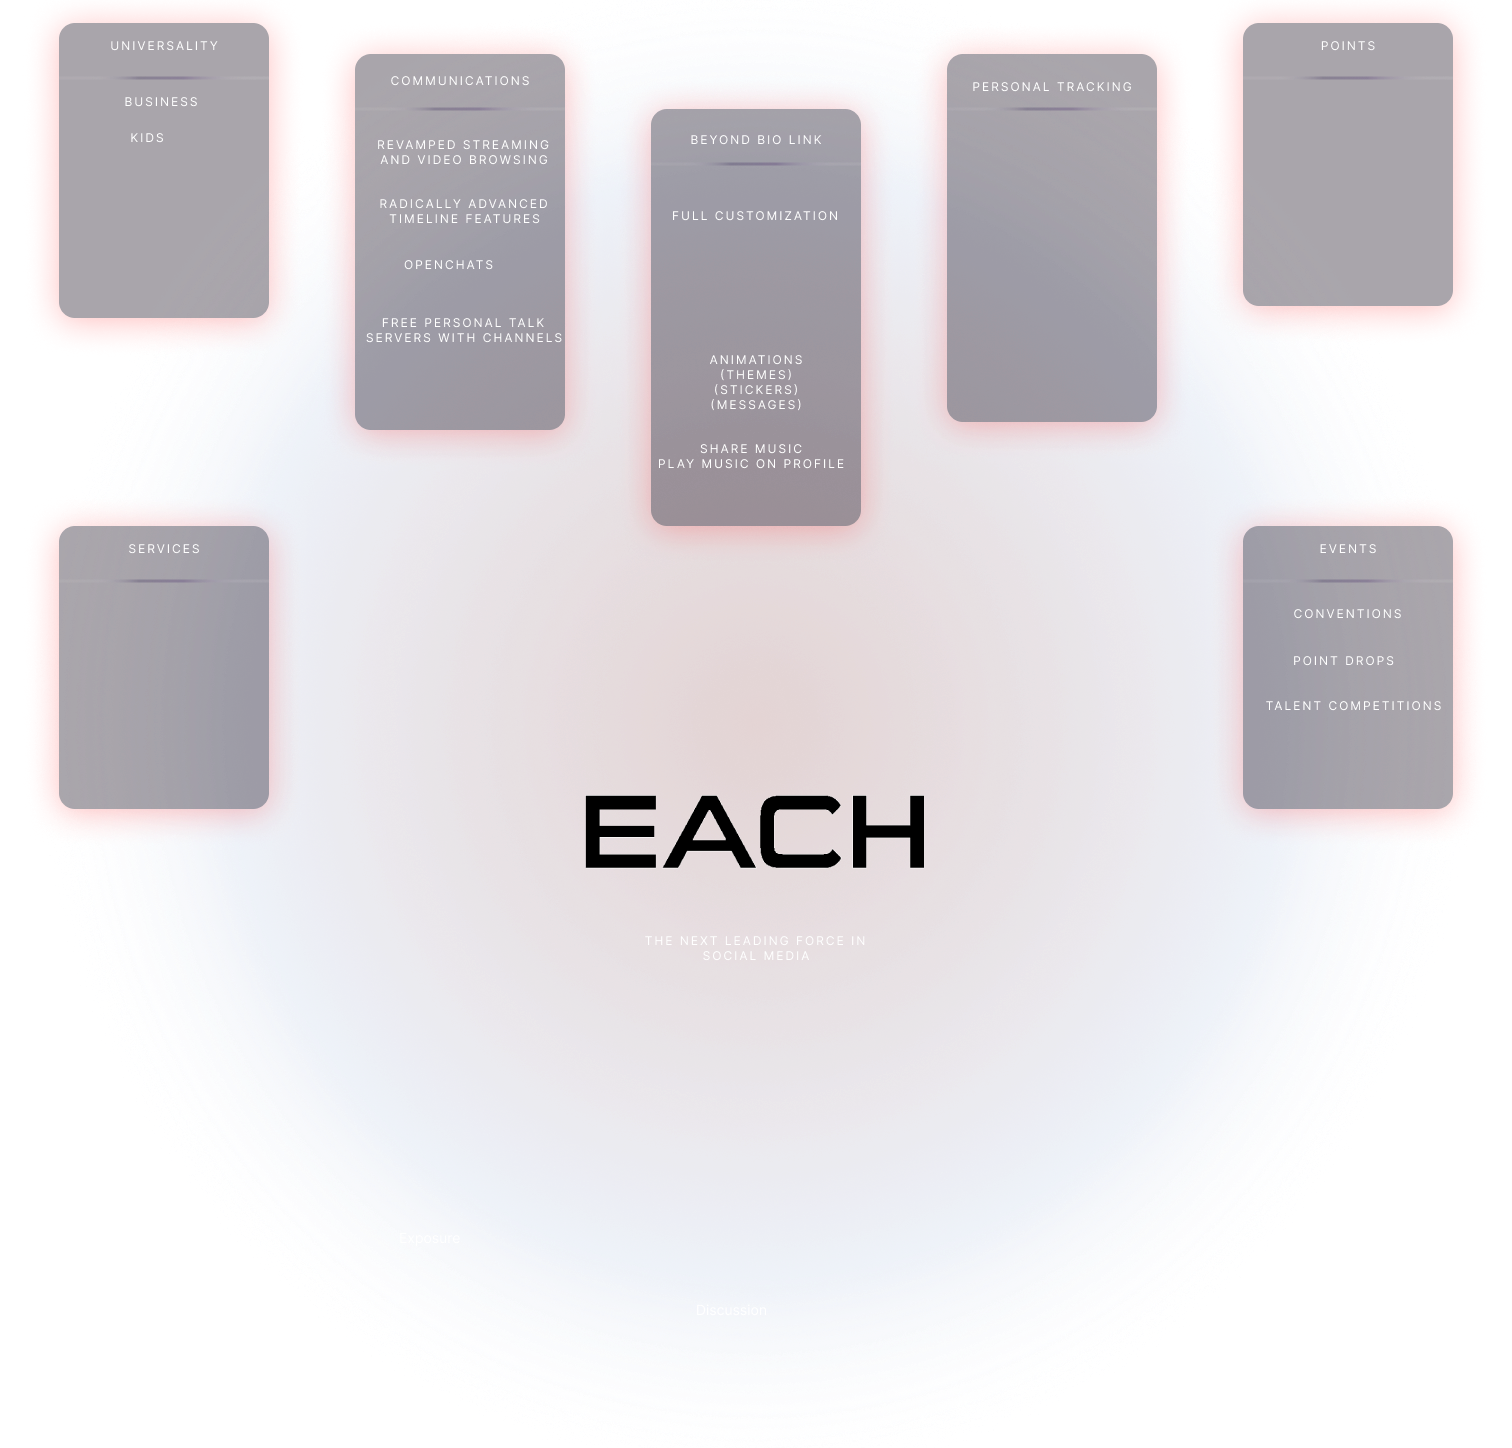 UNIVERSALITY
BUSINESS
KIDS
COMMUNICATIONS
REVAMPED STREAMING
AND VIDEO BROWSING
RADICALLY ADVANCED
TIMELINE FEATURES
OPENCHATS
FREE PERSONAL TALK
SERVERS WITH CHANNELS
BEYOND BIO LINK
FULL CUSTOMIZATION
ANIMATIONS
(THEMES)
(STICKERS)
(MESSAGES)
SHARE MUSIC
PLAY MUSIC ON PROFILE
PERSONAL TRACKING
POINTS
SERVICES
EVENTS
CONVENTIONS
POINT DROPS
TALENT COMPETITIONS
EACH
THE NEXT LEADING FORCE IN
SOCIAL MEDIA
Exposure
Discussion